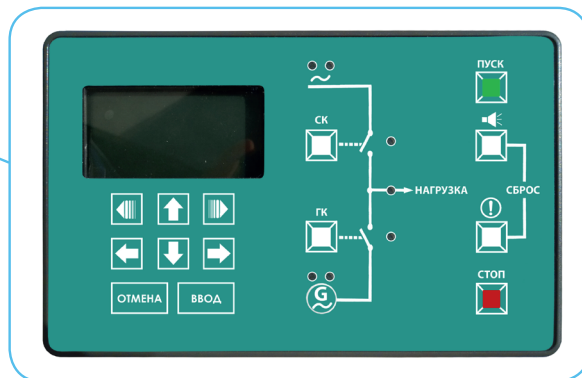 ПУСК
СК
НАГРУЗКА
СБРОС
ГК
СТОП
G
ОТМЕНА
ВВОД